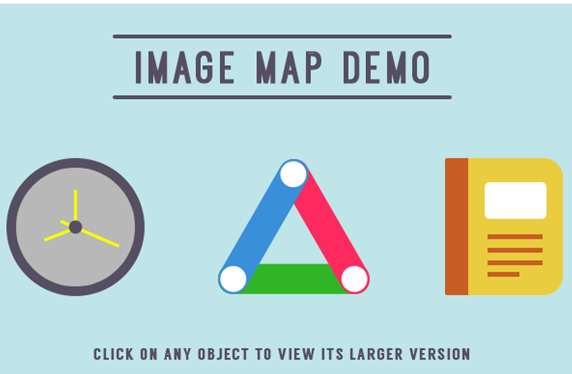 IMAGE MAP DEMO
CLICK ON ANY OBJECT TO VIEW ITS LARGER VERSION